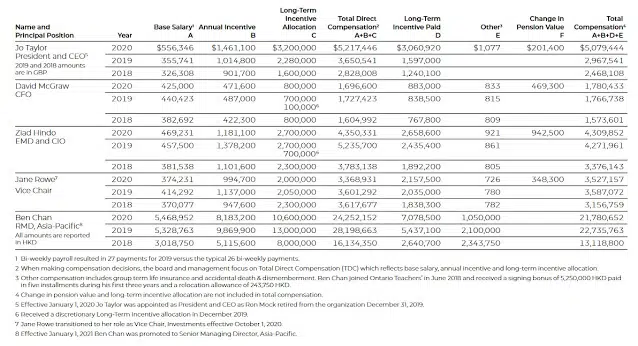 Name and Principal Position Year Base Salary¹ A Annual Incentive B Long-Term Incentive Allocation C Total Direct Compensation² A+B+C Long-Term Incentive Paid D Other³ E Change in Pension Value F Total Compensation⁴ A+B+D+E
Jo Taylor 2020 $556,346 $1,461,100 $3,200,000 $5,217,446 $3,060,920 $1,077 $201,400 $5,079,444
President and CEO⁵ 2019 355,741 1,014,800 2,280,000 3,650,541 1,597,000 2,967,541
2019 and 2018 amounts
are in GBP 2018 326,308 901,700 1,600,000 2,828,008 1,240,100 2,468,108
David McGraw 2020 425,000 471,600 800,000 1,696,600 883,000 833 469,300 1,780,433
CFO 2019 440,423 487,000 700,000 1,727,423 838,500 815 1,766,738
100,000⁶
2018 382,692 422,300 800,000 1,604,992 767,800 809 1,573,601
Ziad Hindo 2020 469,231 1,181,100 2,700,000 4,350,331 2,658,600 921 942,500 4,309,852
EMD and CIO 2019 457,500 1,378,200 2,700,000 5,235,700 2,435,400 861 4,271,961
700,000⁶
2018 381,538 1,101,600 2,300,000 3,783,138 1,892,200 805 3,376,143
Jane Rowe⁷ 2020 374,231 994,700 2,000,000 3,368,931 2,157,500 726 348,300 3,527,157
Vice Chair 2019 414,292 1,137,000 2,050,000 3,601,292 2,035,000 780 3,587,072
2018 370,077 947,600 2,300,000 3,617,677 1,838,300 782 3,156,759
Ben Chan 2020 5,468,952 8,183,200 10,600,000 24,252,152 7,078,500 1,050,000 21,780,652
RMD, Asia-Pacific⁸ 2019 5,328,763 9,869,900 13,000,000 28,198,663 5,437,100 2,100,000 22,735,763
All amounts are reported
in HKD 2018 3,018,750 5,115,600 8,000,000 16,134,350 2,640,700 2,343,750 13,118,800
1 Bi-weekly payroll resulted in 27 payments for 2019 versus the typical 26 bi-weekly payments.
2 When making compensation decisions, the board and management focus on Total Direct Compensation (TDC) which reflects base salary, annual incentive and long-term incentive allocation.
3 Other compensation includes group term life insurance and accidental death & dismemberment. Ben Chan joined Ontario Teachers' in June 2018 and received a signing bonus of 5,250,000 HKD paid
in five installments during his first three years and a relocation allowance of 243,750 HKD.
4 Change in pension value and long-term incentive allocation are not included in total compensation.
5 Effective January 1, 2020 Jo Taylor was appointed as President and CEO as Ron Mock retired from the organization December 31, 2019.
6 Received a discretionary Long-Term Incentive allocation in December 2019.
7 Jane Rowe transitioned to her role as Vice Chair, Investments effective October 1, 2020.
8 Effective January 1, 2021 Ben Chan was promoted to Senior Managing Director, Asia-Pacific.